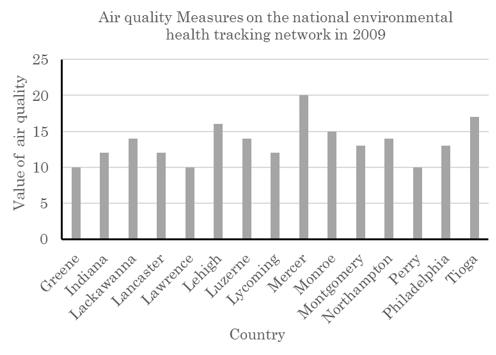 Air quality Measures on the national environmental
health tracking network in 2009
Value of air quality
25
20
15
10
5
0
Greene
Indiana
Lackawanna
Lancaster
Lawrence
Lehigh
Luzerne
Lycoming
Mercer
Monroe
Montgomery
Northampton
Perry
Philadelphia
Tioga
Country